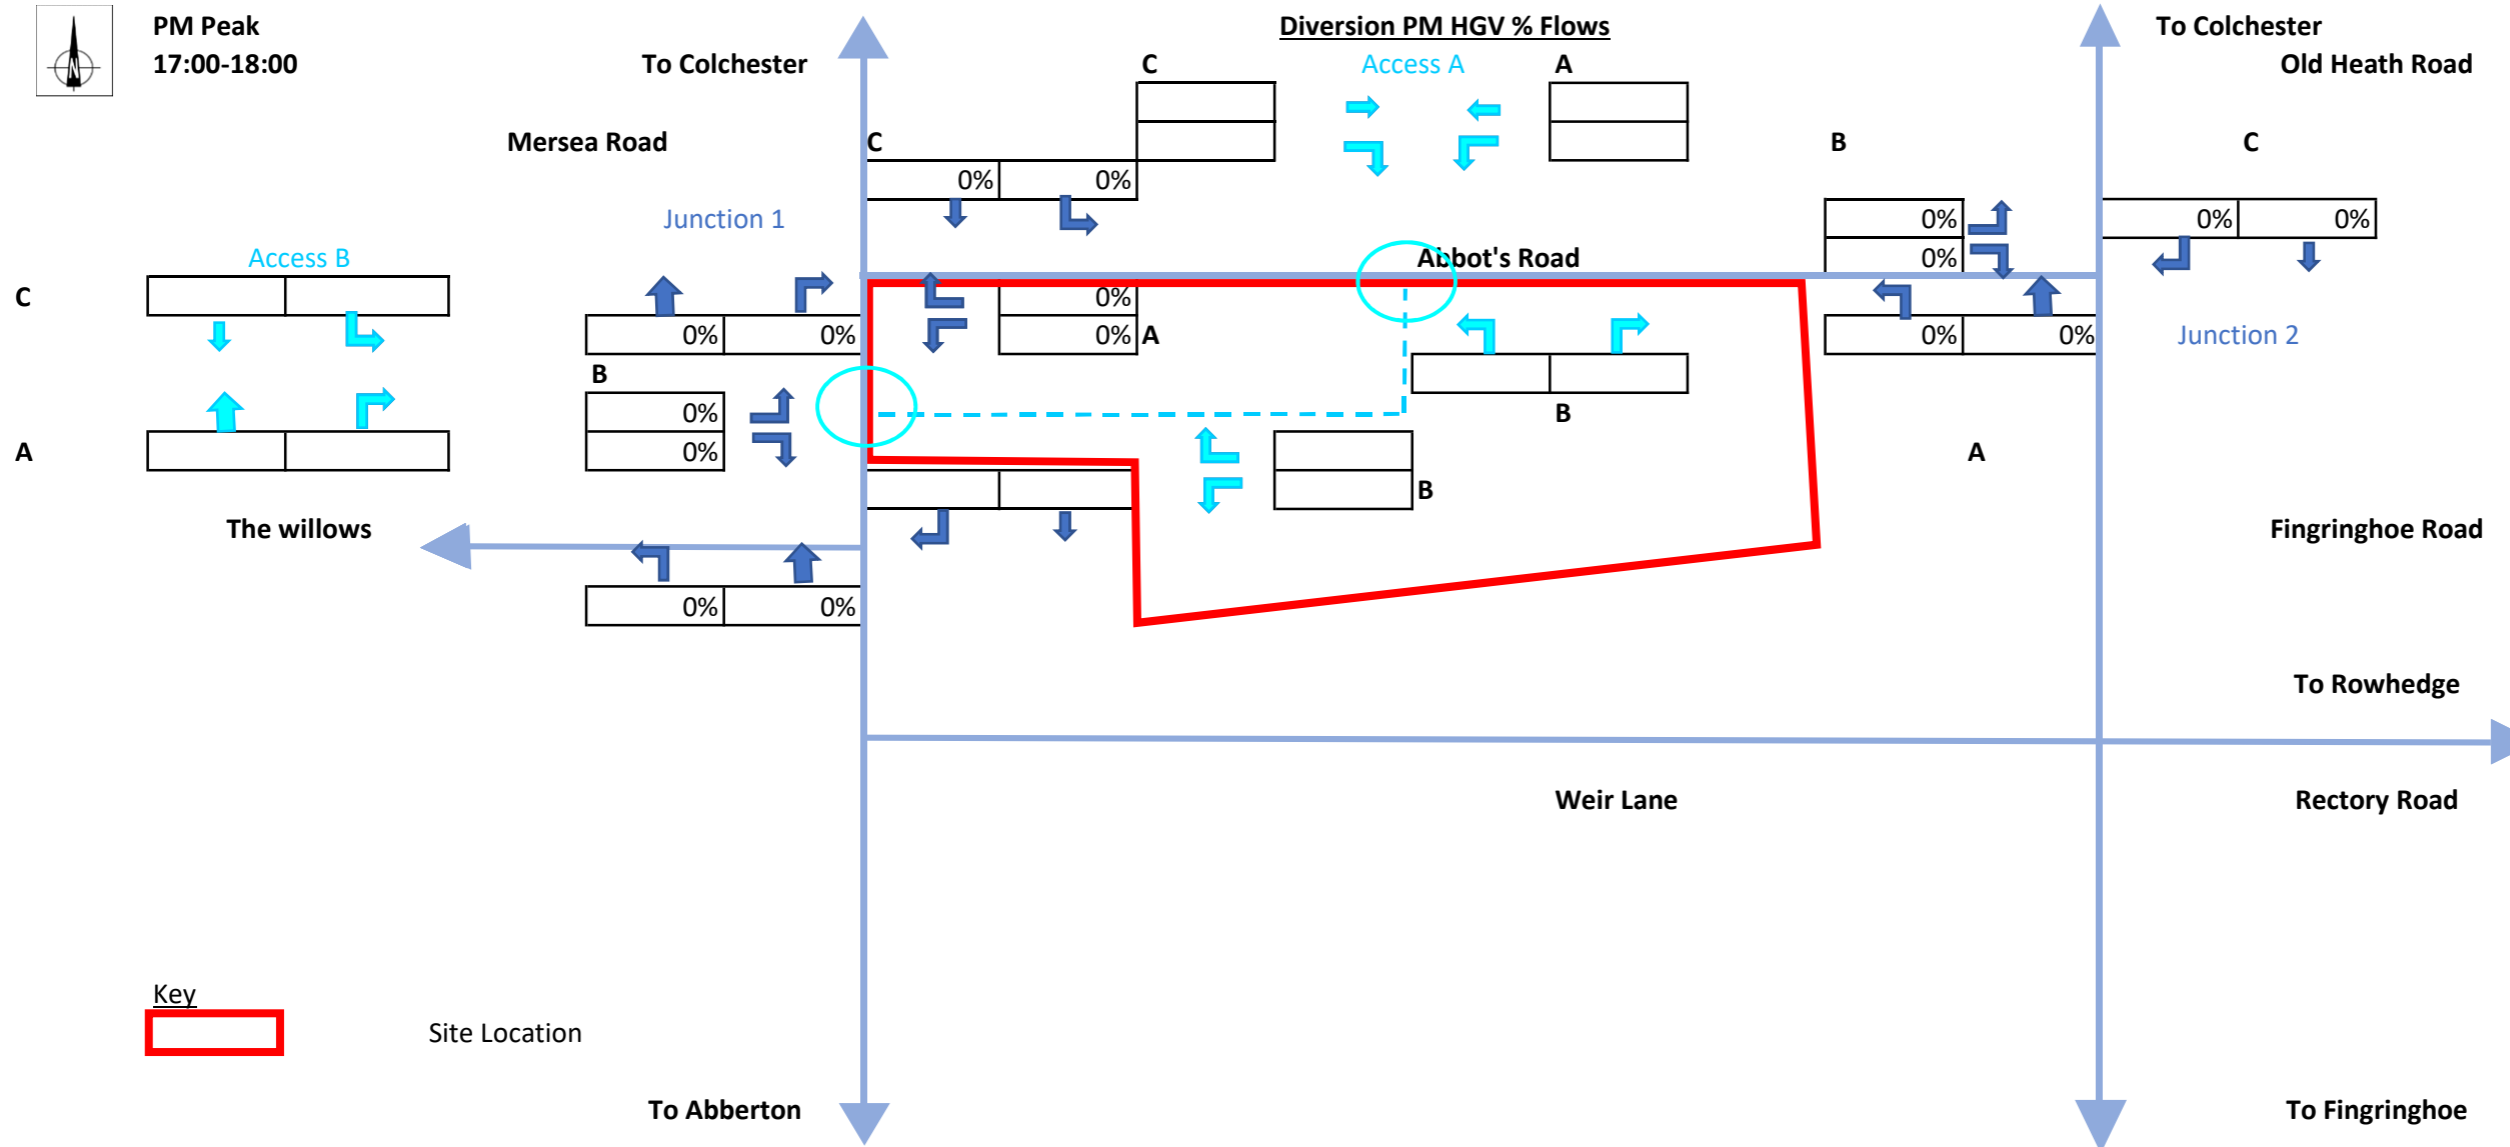 PM Peak
17:00-18:00
Diversion PM HGV % Flows
To Colchester
To Colchester
Old Heath Road
C
Access A
A
Mersea Road
C
B
C
0% 0%
Junction 1
0%
0%
0% 0%
Access B
Abbot's Road
C
0% 0%
0%
0% A
0% 0%
Junction 2
B
0%
0%
B
A
A
B
The willows
Fingringhoe Road
0% 0%
To Rowhedge
Weir Lane
Rectory Road
Key
Site Location
To Abberton
To Fingringhoe
N